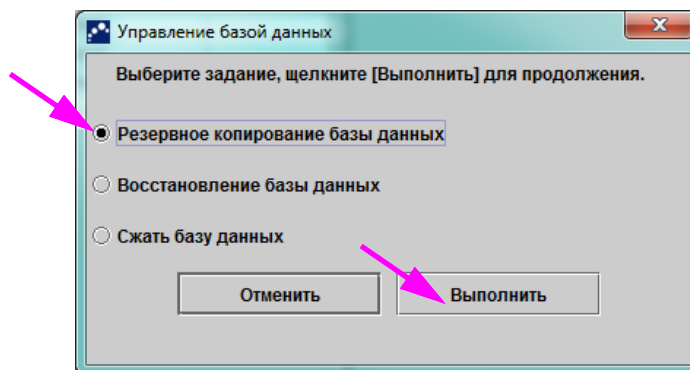 Управление базой данных
Выберите задание, щелкните [Выполнить] для продолжения.
Резервное копирование базы данных
Восстановление базы данных
Сжать базу данных
Отменить
Выполнить